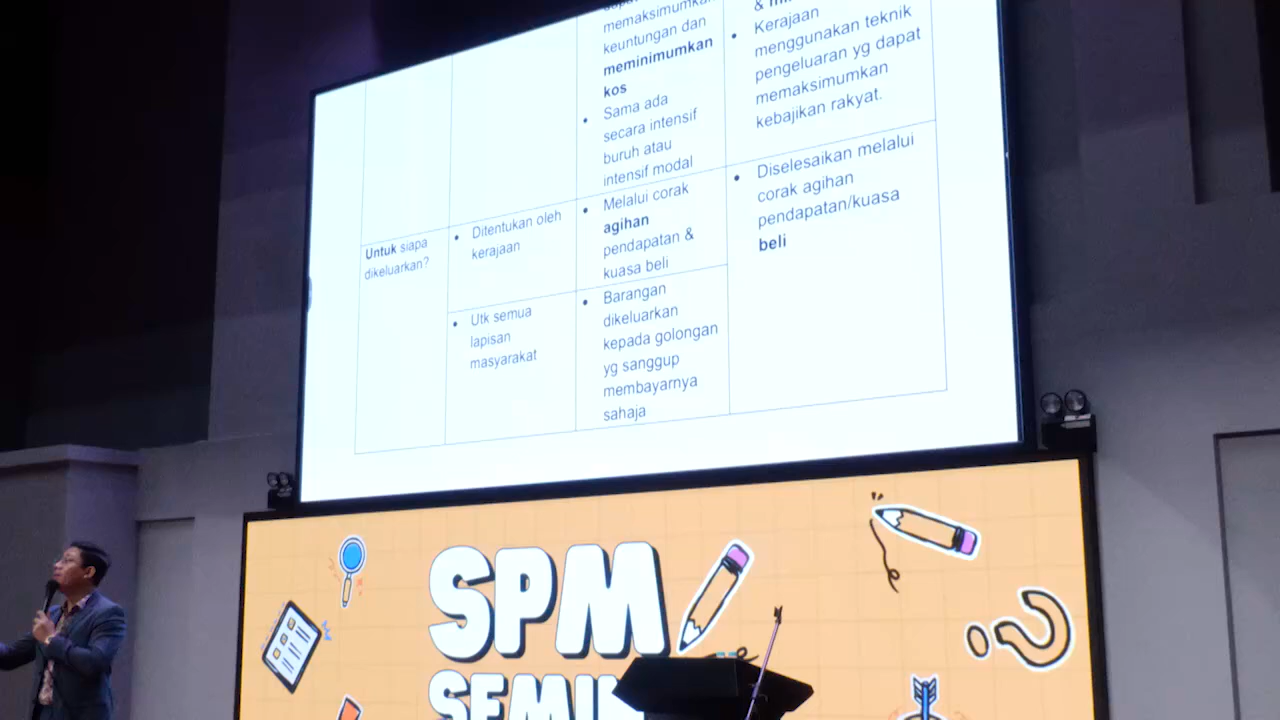 memaksimumkan
keuntungan dan
meminimumkan
kos
• Sama ada
secara intensif
buruh atau
intensif modal
• Kerajaan
menggunakan teknik
pengeluaran yg dapat
memaksimumkan
kebajikan rakyat.
Untuk siapa
dikeluarkan?
• Ditentukan oleh
kerajaan
• Melalui corak
agihan
pendapatan &
kuasa beli
• Diselesaikan melalui
corak agihan
pendapatan/kuasa
beli
• Utk semua
lapisan
masyarakat
• Barangan
dikeluarkan
kepada golongan
yg sanggup
membayarnya
sahaja
SPM